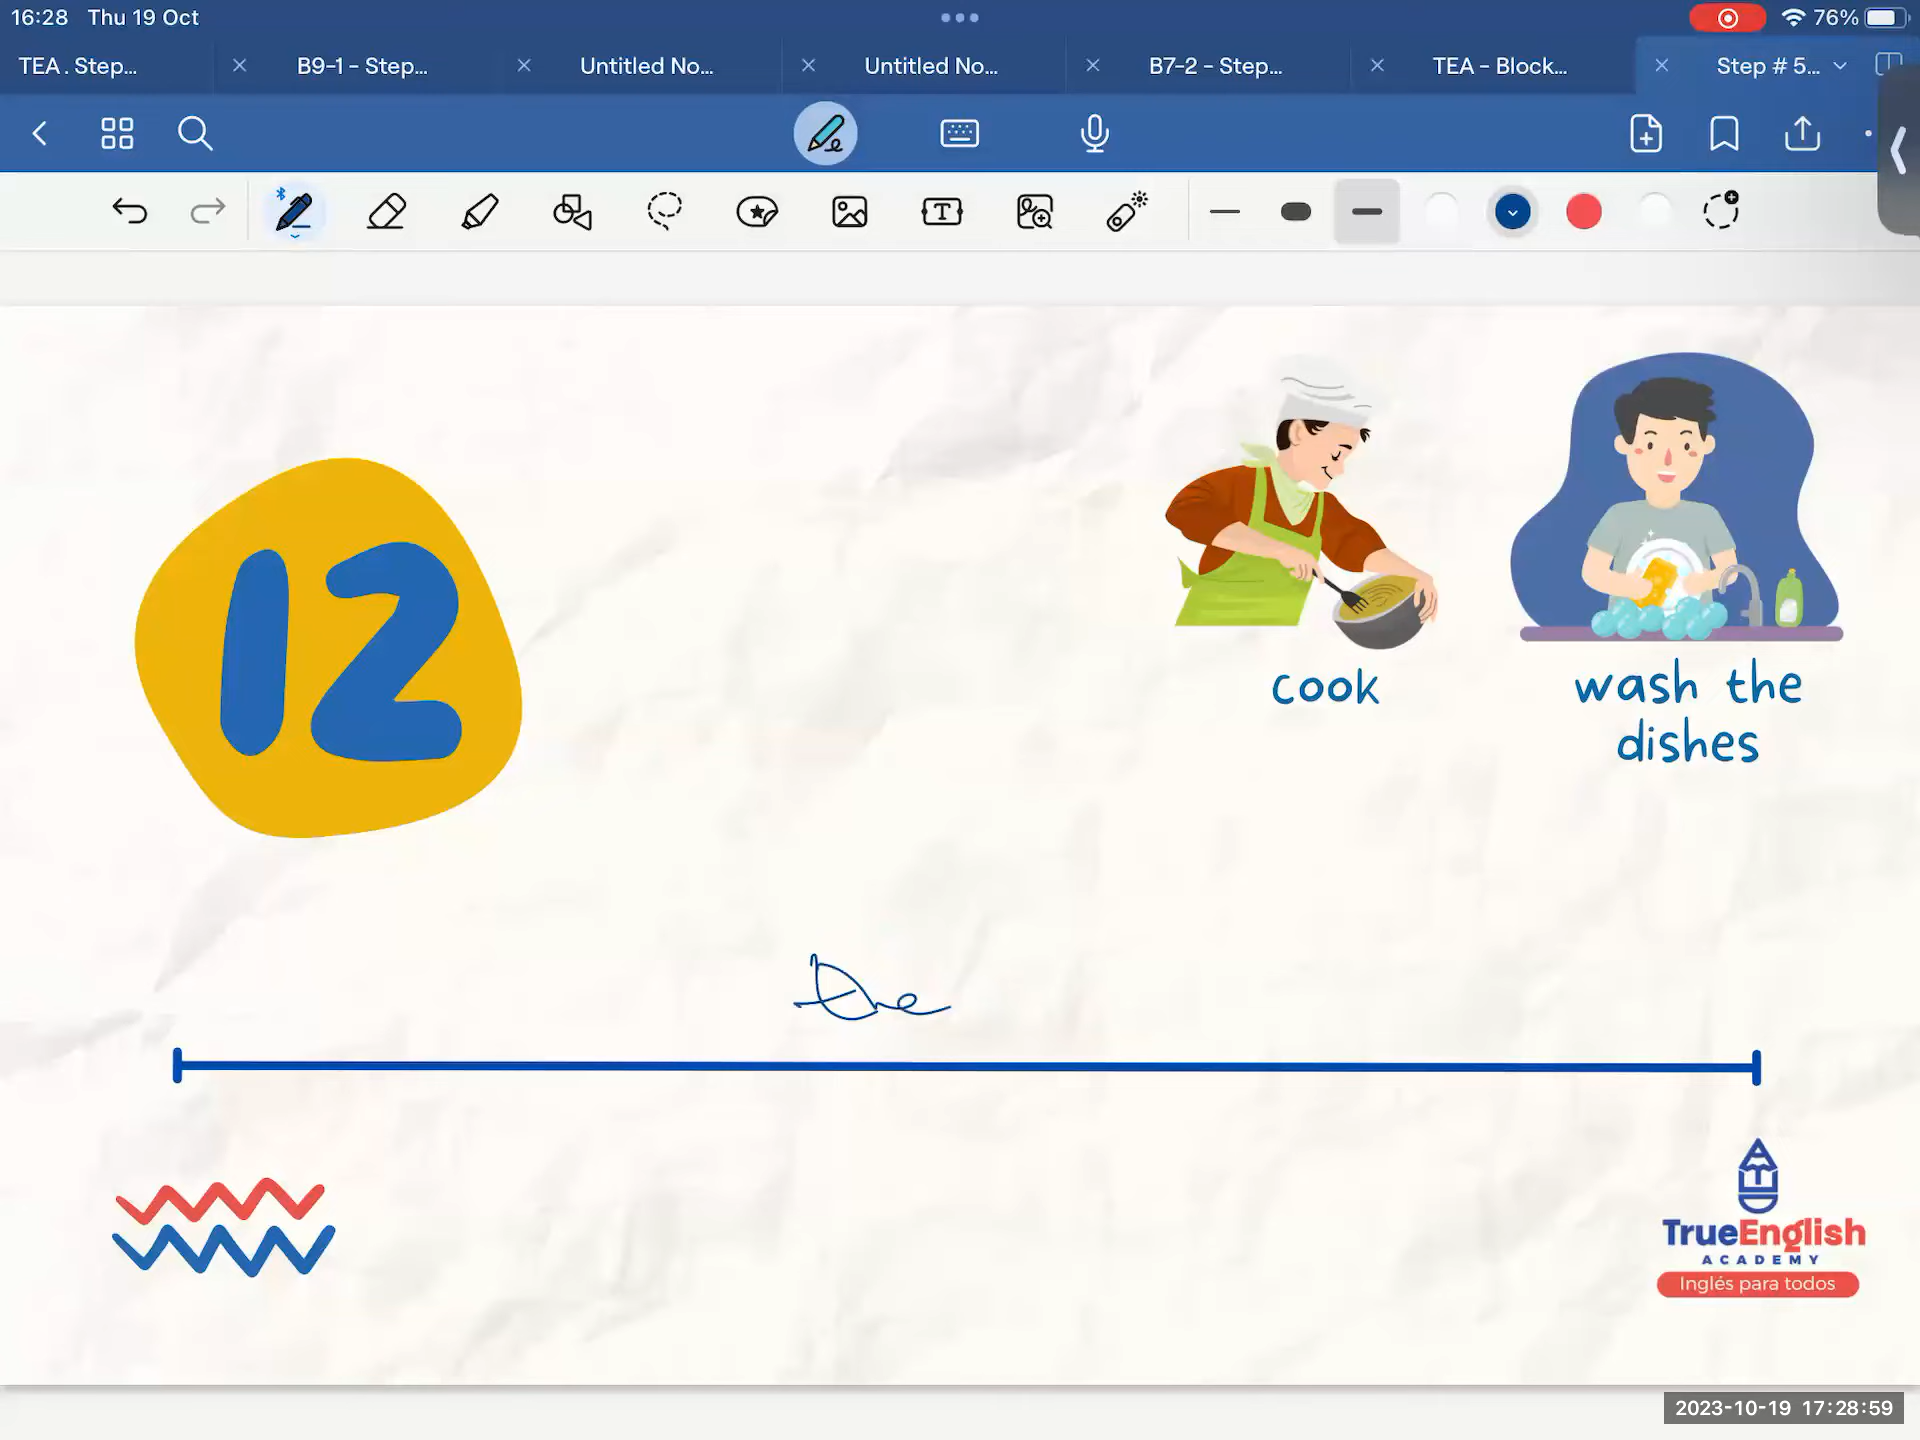 16:28 Thu 19 Oct
76%
TEA . Step...
B9-1 - Step...
Untitled No...
Untitled No...
B7-2 - Step...
TEA - Block...
Step # 5...
12
cook
wash the
dishes
TrueEnglish
ACADEMY
Inglés para todos
2023-10-19 17:28:59